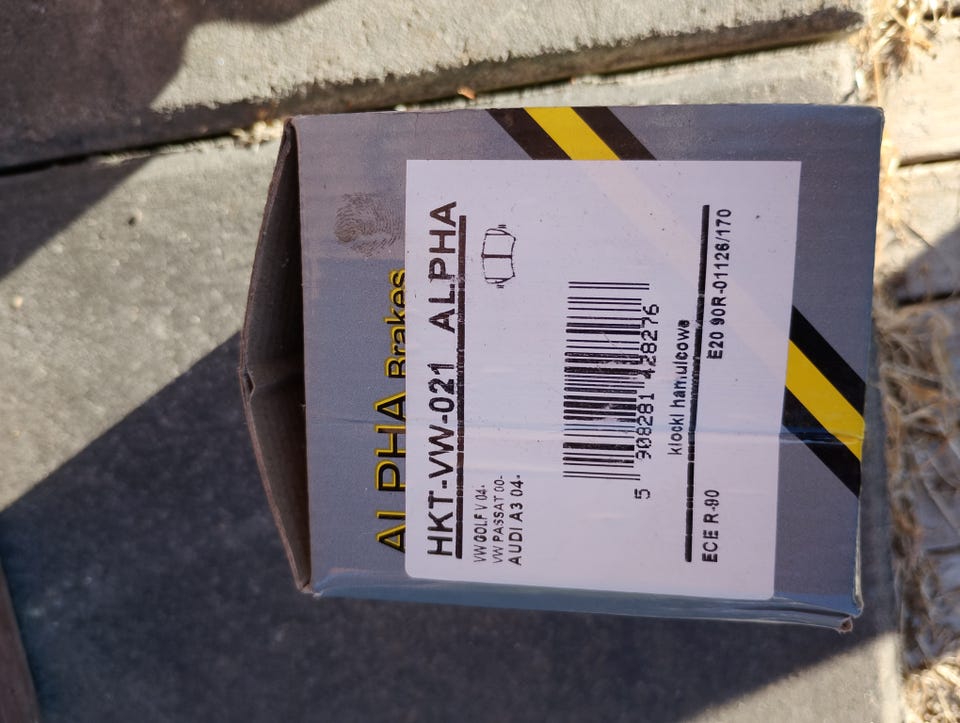 ALPHA Brakes
HKT-VW-021 ALPHA
VW GOLF V 04-
VW PASSAT 00-
AUDI A3 04-
5 908281 428276
klocki hamulcowe
ECE R-90 E20 90R-01126/170